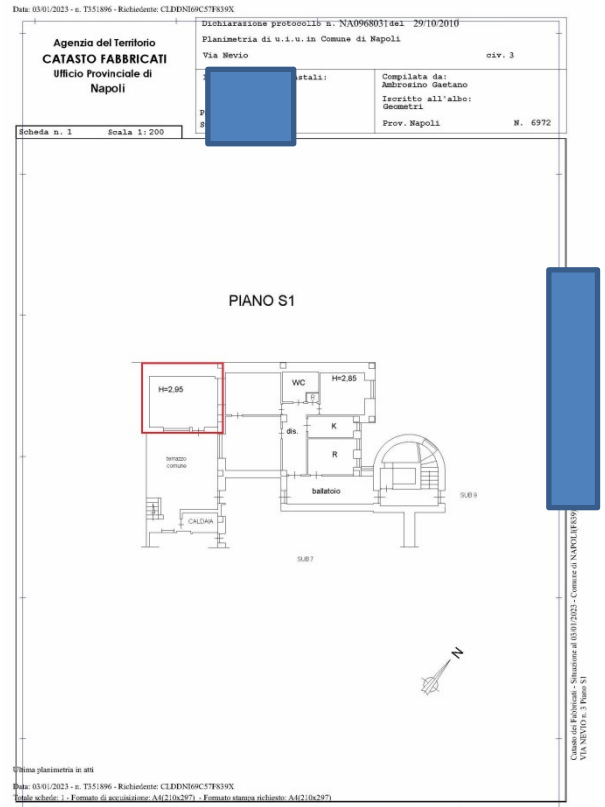 Data: 03/01/2023 - n. T351896 - Richiedente: CLDDNI69C57F839X
Agenzia del Territorio
CATASTO FABBRICATI
Ufficio Provinciale di
Napoli
Dichiarazione protocollo n. NA0968031 del 29/10/2010
Planimetria di u.i.u. in Comune di Napoli
Via Nevio civ. 3
Compilata da:
Ambrosino Gaetano
Iscritto all'albo:
Geometri
Prov. Napoli N. 6972
Scheda n. 1 Scala 1:200
PIANO S1
H=2,95
WC
H=2,85
R
dis.
K
R
terrazzo
comune
ballatoio
SUB 9
CALDAIA
SUB 7
N
Catasto dei Fabbricati - Situazione al 03/01/2023 - Comune di NAPOLI(F839)
VIA NEVIO n. 3 Piano S1
Ultima planimetria in atti
Data: 03/01/2023 - n. T351896 - Richiedente: CLDDNI69C57F839X
Totale schede: 1 - Formato di acquisizione: A4(210x297) - Formato stampa richiesto: A4(210x297)